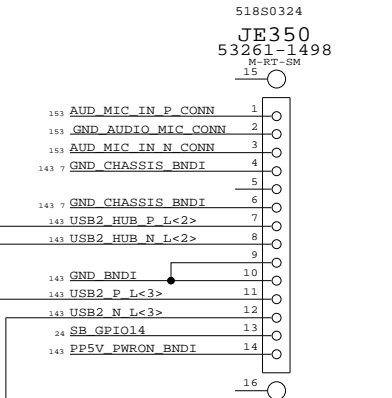 518S0324
JE350
53261-1498
M-RT-SM
15
153 AUD_MIC_IN_P_CONN 1
153 GND_AUDIO_MIC_CONN 2
153 AUD_MIC_IN_N_CONN 3
143 7 GND_CHASSIS_BNDI 4
5
143 7 GND_CHASSIS_BNDI 6
143 USB2_HUB_P_L<2> 7
143 USB2_HUB_N_L<2> 8
9
143 GND_BNDI 10
143 USB2_P_L<3> 11
143 USB2_N_L<3> 12
24 SB_GPIO14 13
143 PP5V_PWRON_BNDI 14
16